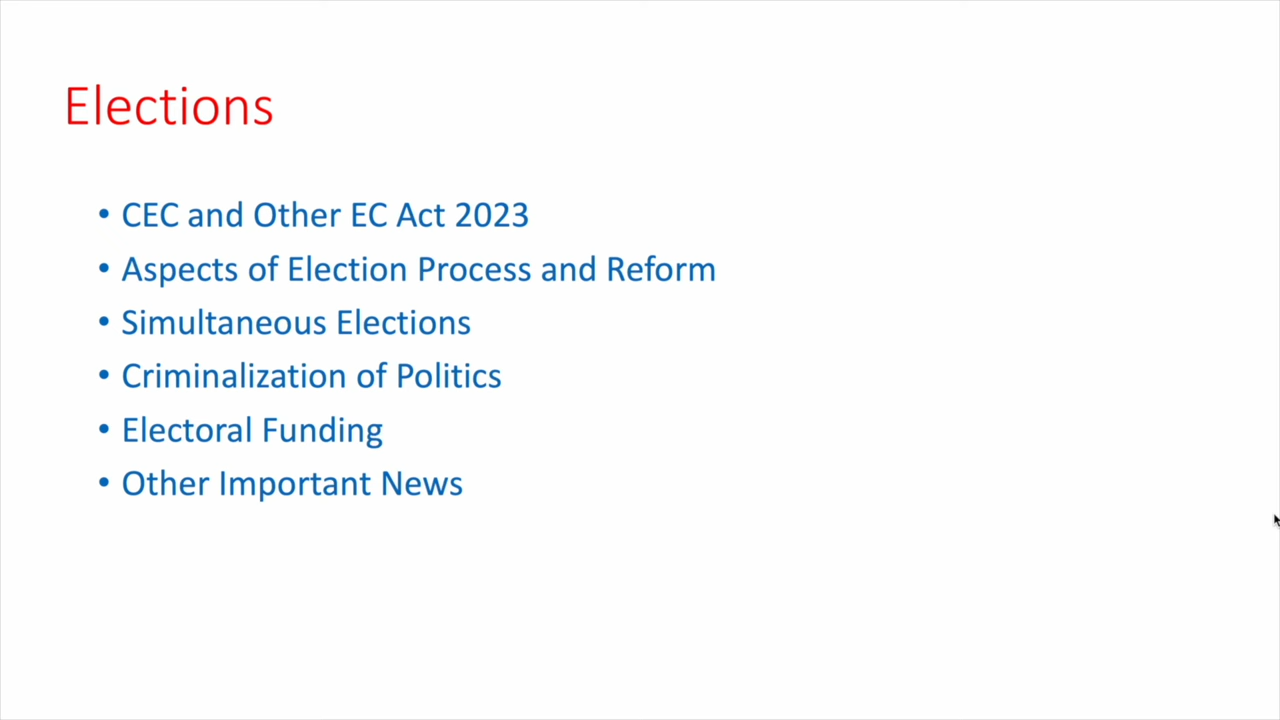 Elections
• CEC and Other EC Act 2023
• Aspects of Election Process and Reform
• Simultaneous Elections
• Criminalization of Politics
• Electoral Funding
• Other Important News